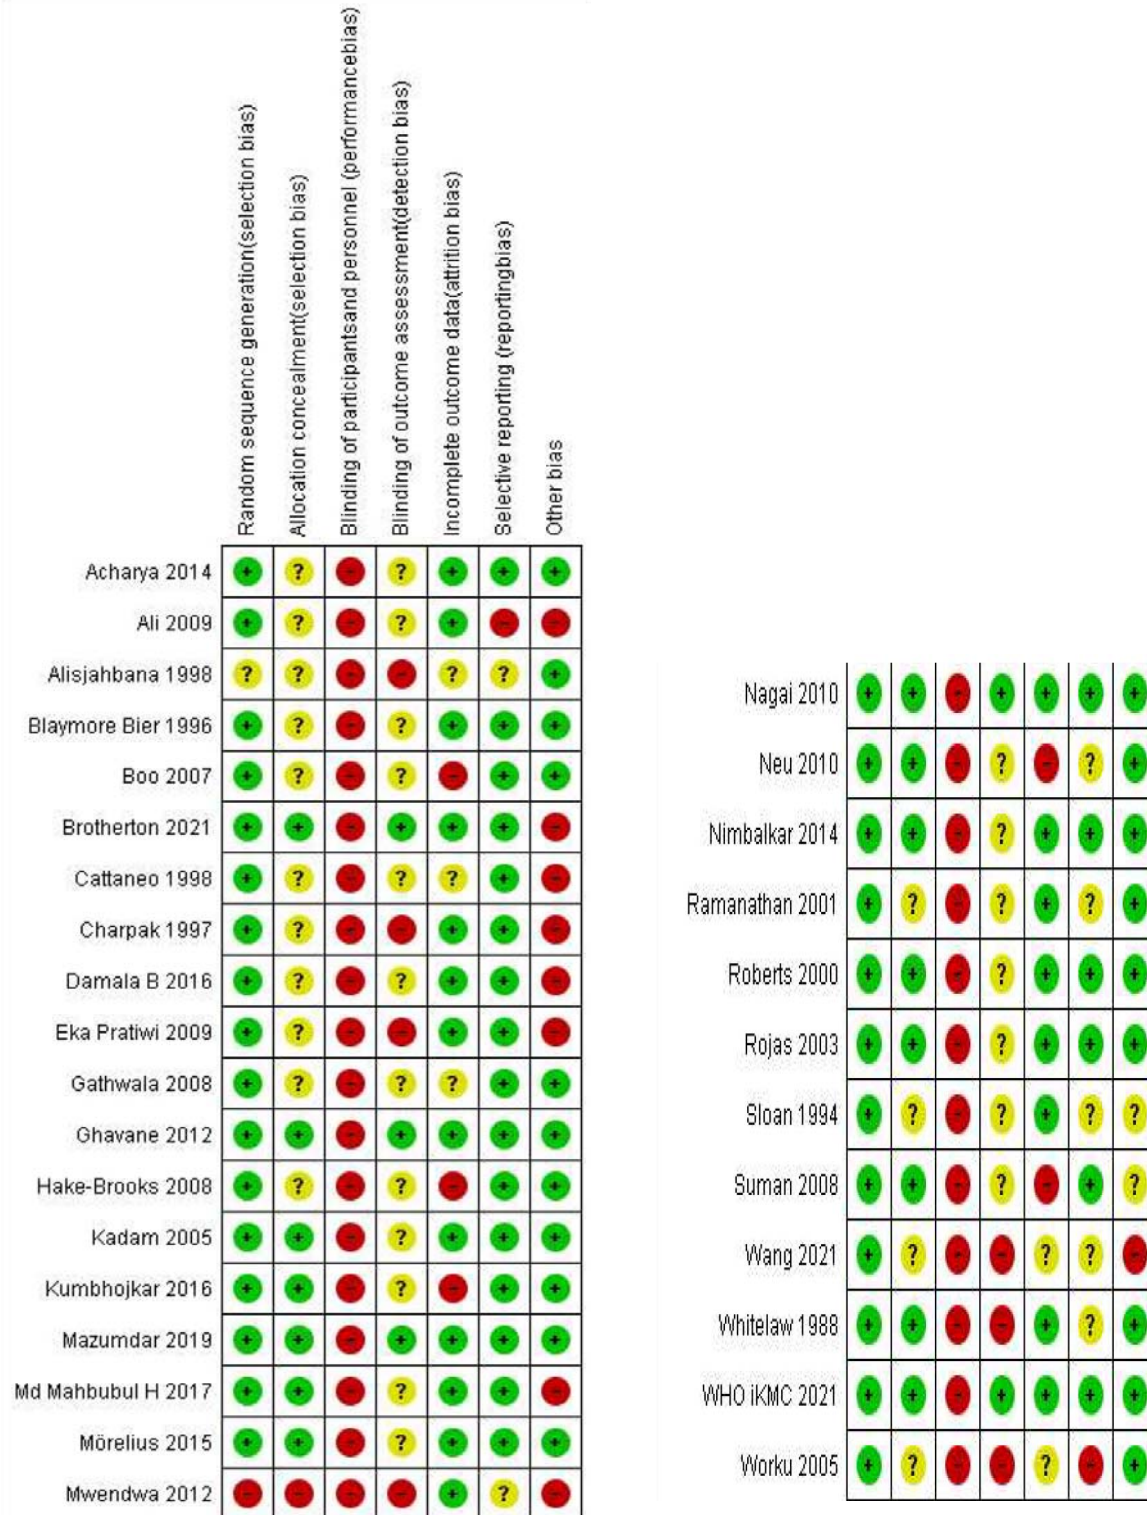 Random sequence generation(selection bias)
Allocation concealment(selection bias)
Blinding of participantsand personnel (performancebias)
Blinding of outcome assessment(detection bias)
Incomplete outcome data(attrition bias)
Selective reporting (reportingbias)
Other bias
Acharya 2014 + ? - ? + + +
Ali 2009 + ? - ? + - -
Alisjahbana 1998 ? ? - - ? ? +
Blaymore Bier 1996 + ? - ? + + +
Boo 2007 + ? - ? - + +
Brotherton 2021 + + - + + + -
Cattaneo 1998 + ? - ? ? + -
Charpak 1997 + ? - - + + -
Damala B 2016 + ? - ? + + -
Eka Pratiwi 2009 + ? - - + + -
Gathwala 2008 + ? - ? ? + +
Ghavane 2012 + + - + + + +
Hake-Brooks 2008 + ? - ? - + +
Kadam 2005 + + - ? + + +
Kumbhojkar 2016 + + - ? - + +
Mazumdar 2019 + + - + + + +
Md Mahbubul H 2017 + + - ? + + -
Mörelius 2015 + + - ? + + +
Mwendwa 2012 - - - - + ? -
Nagai 2010 + + - + + + +
Neu 2010 + + - ? - ? +
Nimbalkar 2014 + + - ? + + +
Ramanathan 2001 + ? - ? + ? +
Roberts 2000 + + - ? + + +
Rojas 2003 + + - ? + + +
Sloan 1994 + ? - ? + ? ?
Suman 2008 + + - ? - + ?
Wang 2021 + ? - - ? ? -
Whitelaw 1988 + + - - + ? +
WHO iKMC 2021 + + - + + + +
Worku 2005 + ? - - ? - +